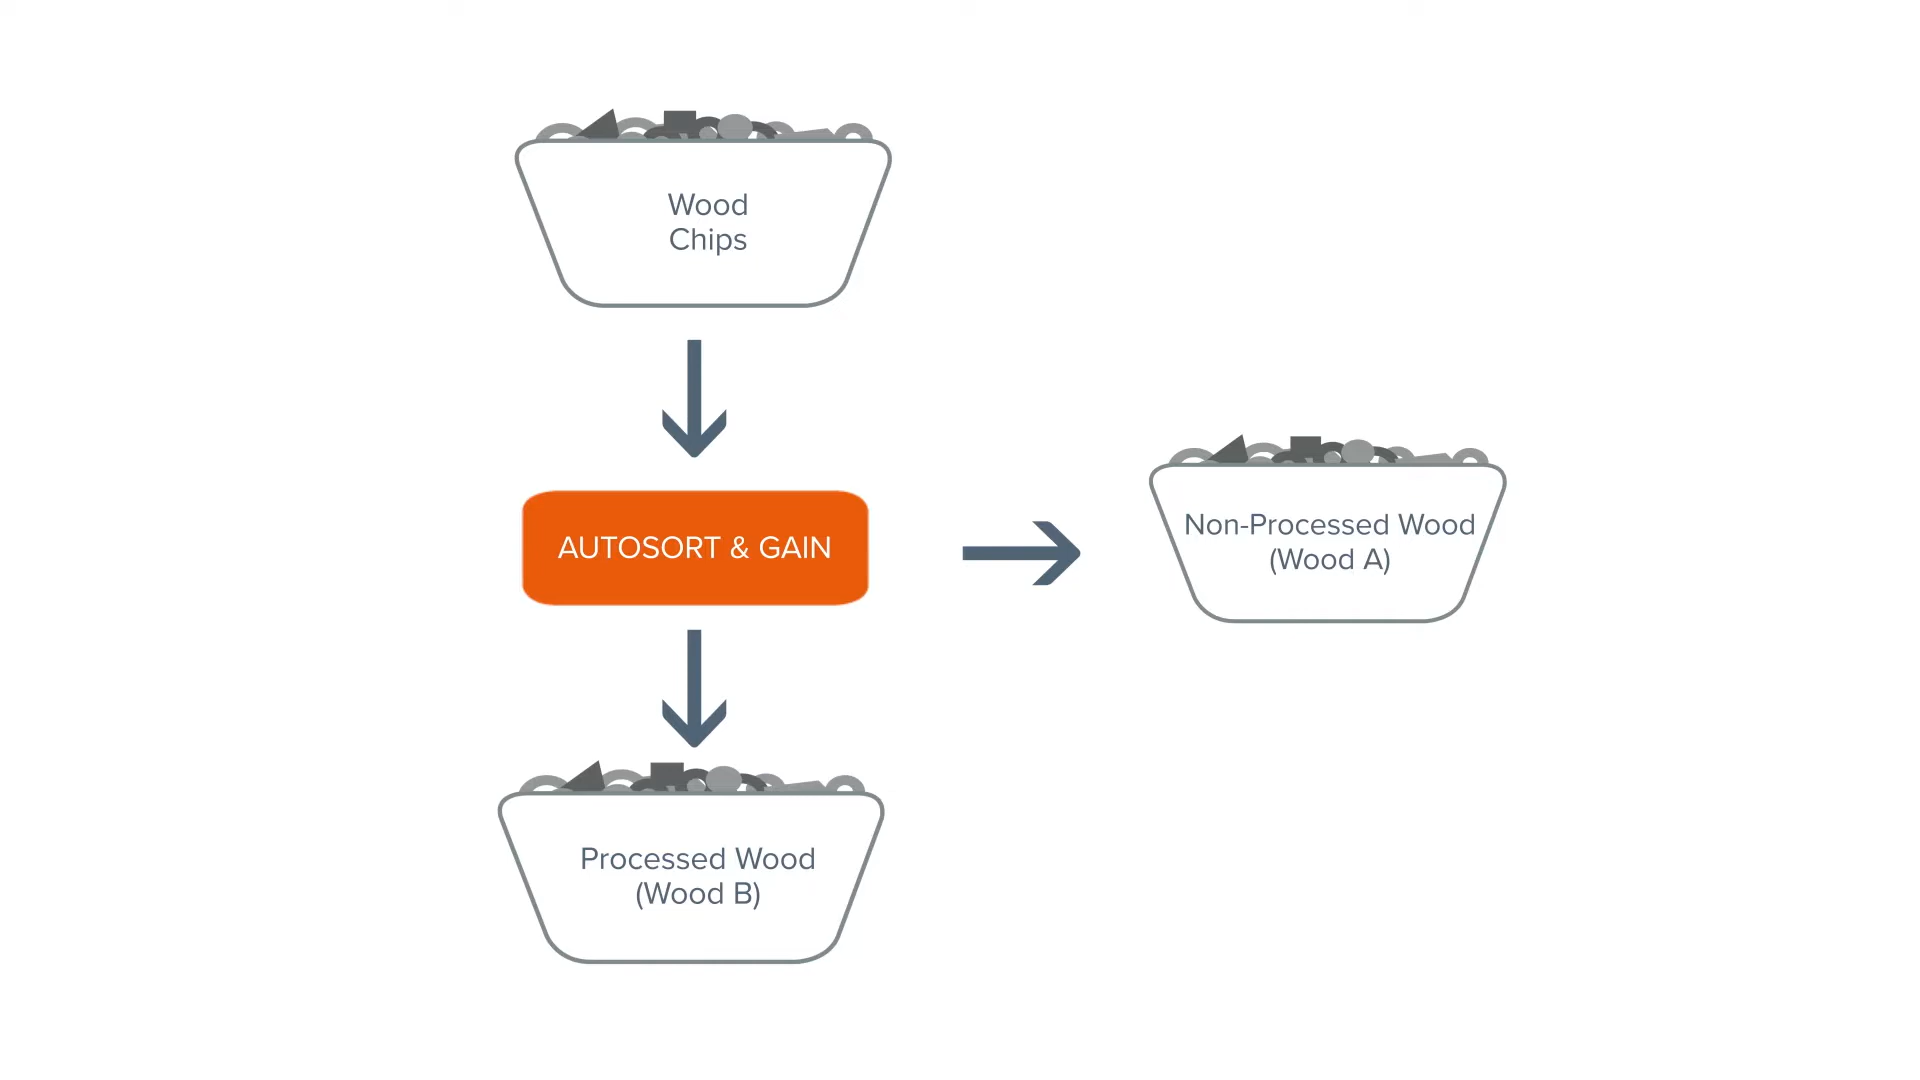 Wood
Chips
AUTOSORT & GAIN
Non-Processed Wood
(Wood A)
Processed Wood
(Wood B)